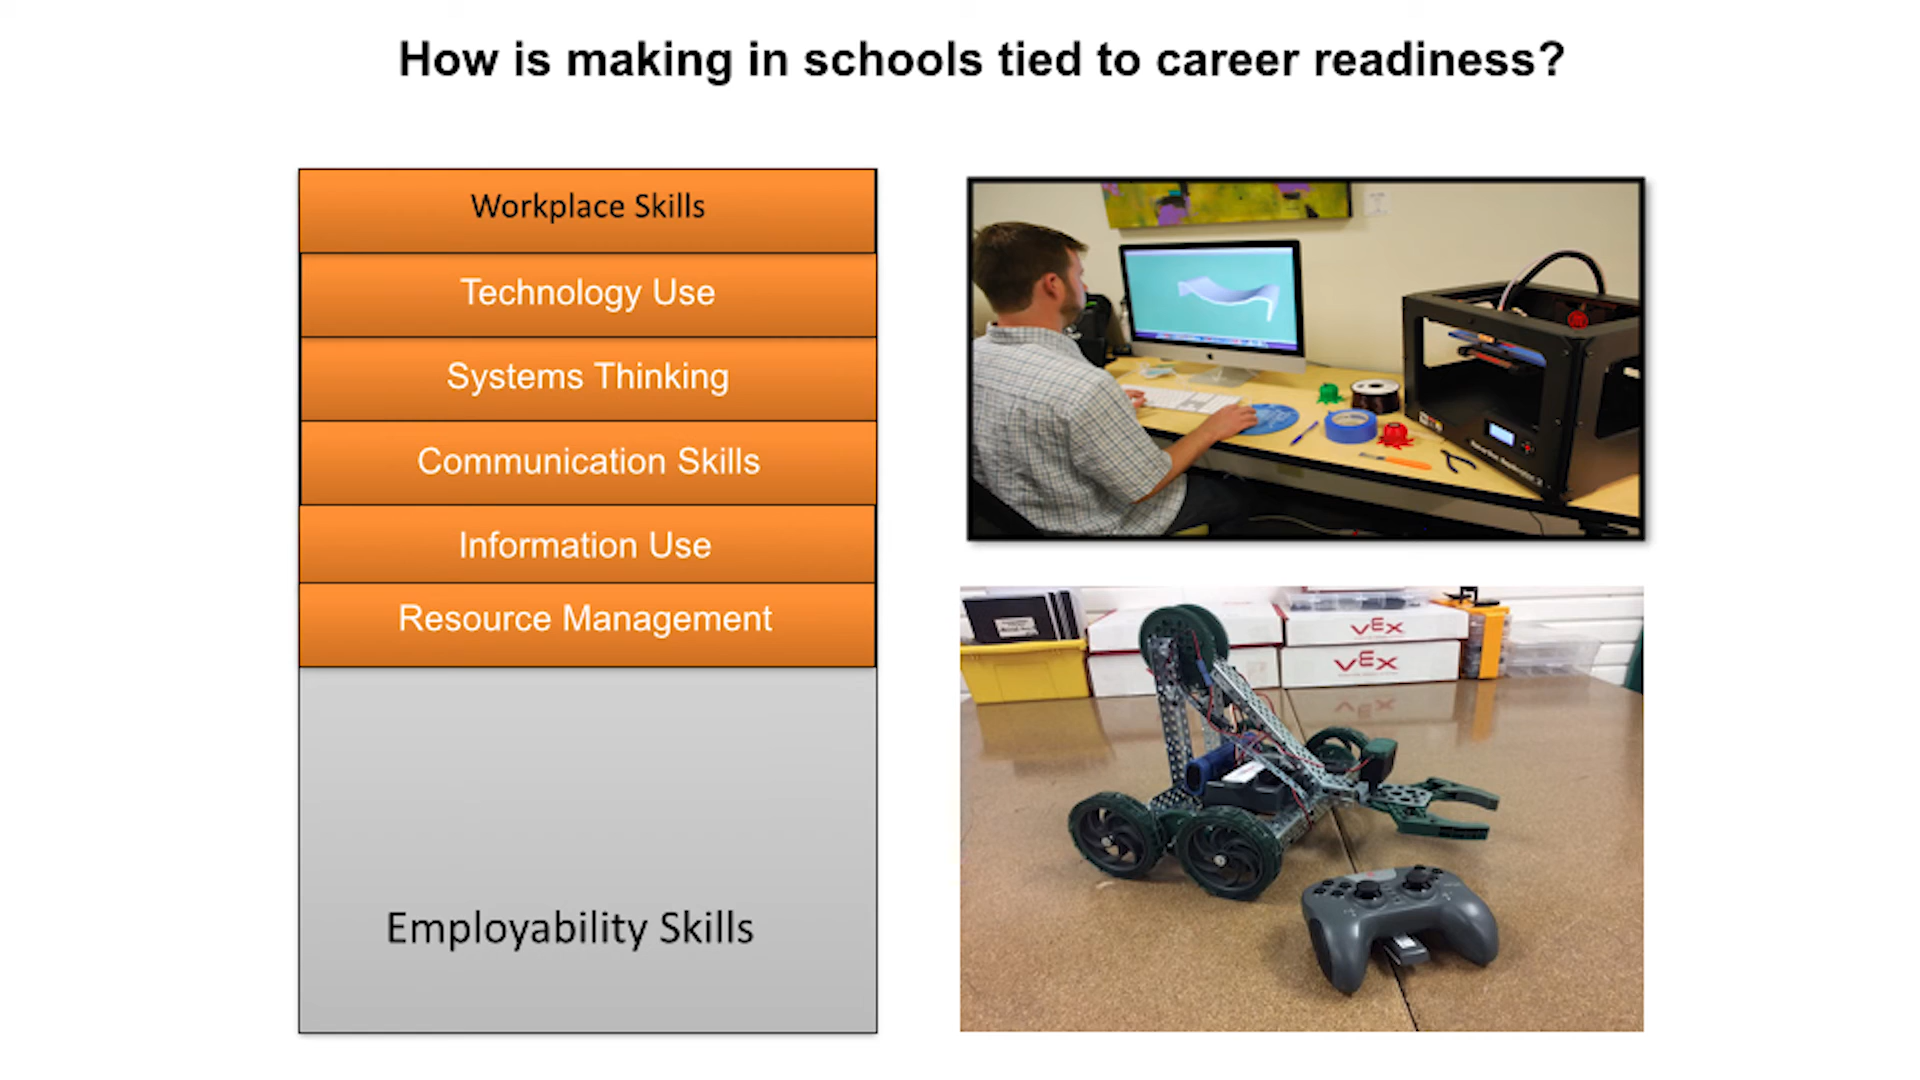 How is making in schools tied to career readiness?
Workplace Skills
Technology Use
Systems Thinking
Communication Skills
Information Use
Resource Management
Employability Skills
VEX
VEX